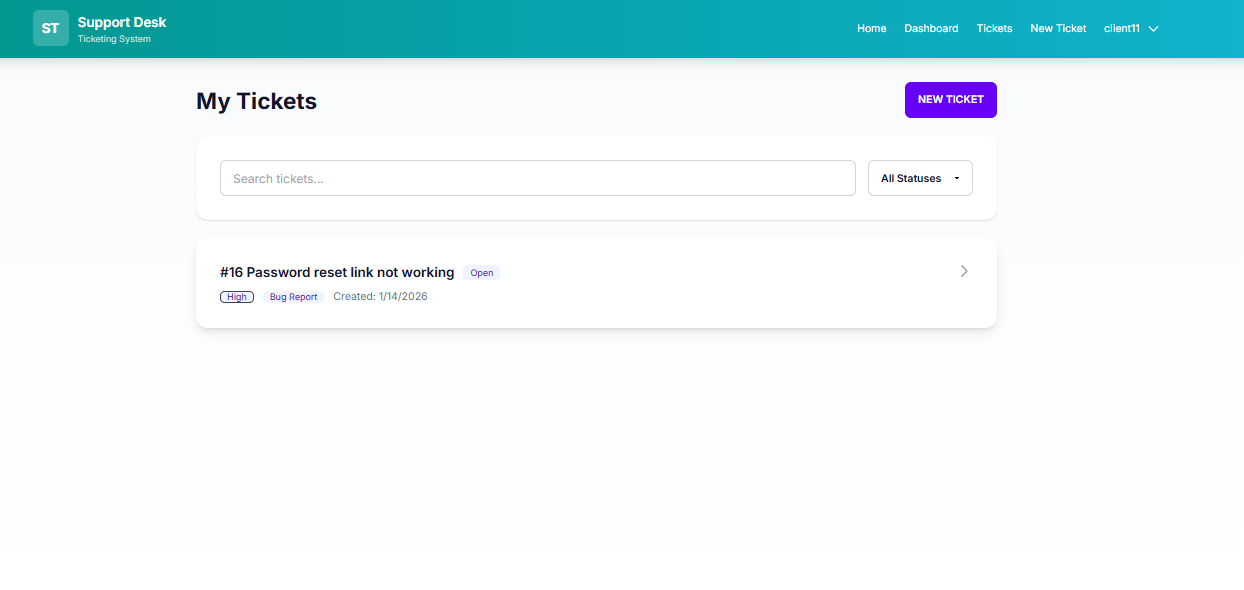 ST
Support Desk
Ticketing System
Home Dashboard Tickets New Ticket client11
My Tickets
NEW TICKET
Search tickets...
All Statuses
#16 Password reset link not working Open
High Bug Report Created: 1/14/2026